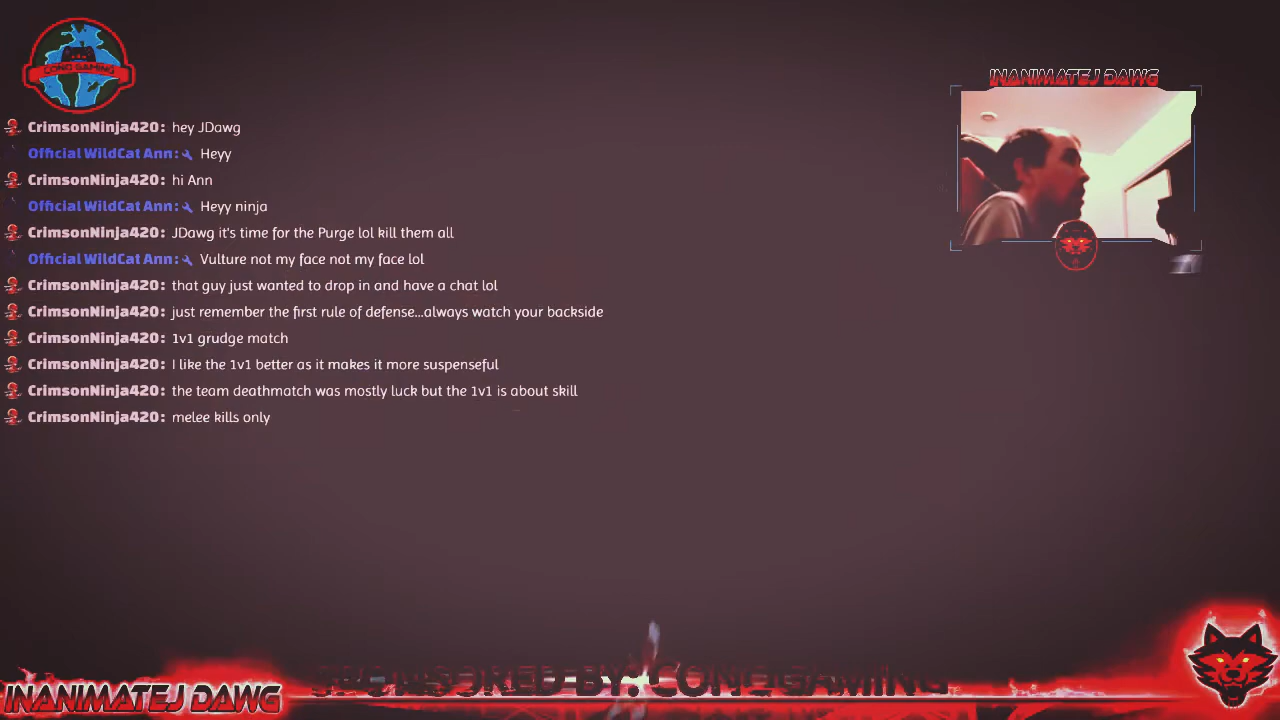 CONQ GAMING
INANIMATEJ DAWG
CrimsonNinja420: hey JDawg
Official WildCat Ann: Heyy
CrimsonNinja420: hi Ann
Official WildCat Ann: Heyy ninja
CrimsonNinja420: JDawg it's time for the Purge lol kill them all
Official WildCat Ann: Vulture not my face not my face lol
CrimsonNinja420: that guy just wanted to drop in and have a chat lol
CrimsonNinja420: just remember the first rule of defense...always watch your backside
CrimsonNinja420: 1v1 grudge match
CrimsonNinja420: I like the 1v1 better as it makes it more suspenseful
CrimsonNinja420: the team deathmatch was mostly luck but the 1v1 is about skill
CrimsonNinja420: melee kills only
SPONSORED BY: CONQGAMING
INANIMATEJ DAWG